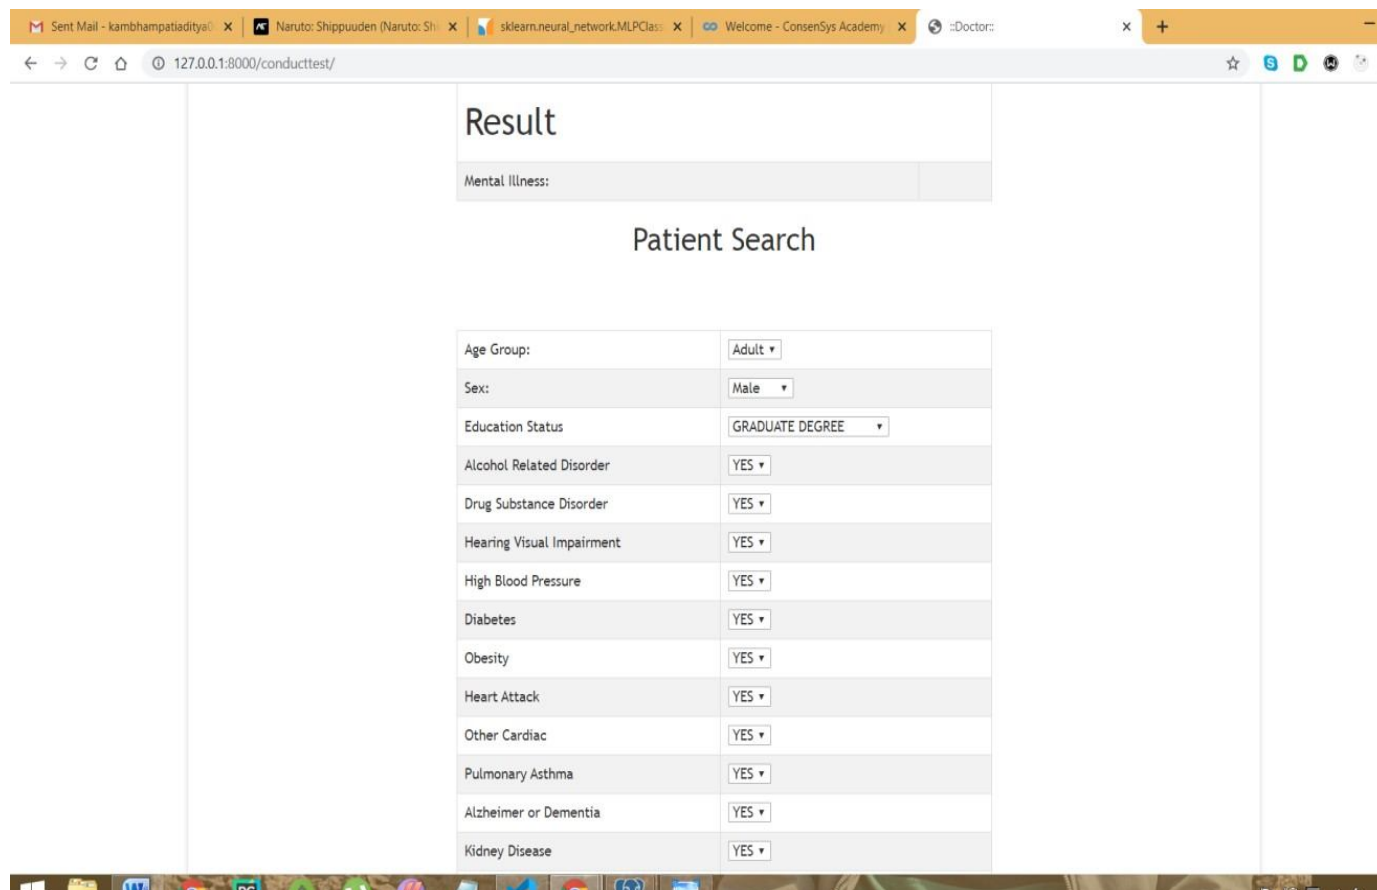 Sent Mail - kambhampatiaditya0 Naruto: Shippuuden (Naruto: Shi sklearn.neural_network.MLPClass Welcome - ConsenSys Academy ::Doctor::
127.0.0.1:8000/conducttest/
Result
Mental Illness:
Patient Search
Age Group: Adult
Sex: Male
Education Status GRADUATE DEGREE
Alcohol Related Disorder YES
Drug Substance Disorder YES
Hearing Visual Impairment YES
High Blood Pressure YES
Diabetes YES
Obesity YES
Heart Attack YES
Other Cardiac YES
Pulmonary Asthma YES
Alzheimer or Dementia YES
Kidney Disease YES